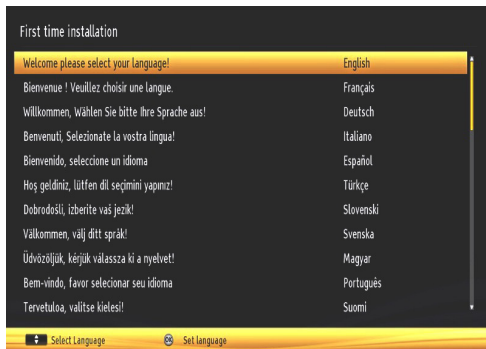 First time installation
Welcome please select your language! English
Bienvenue ! Veuillez choisir une langue. Français
Willkommen, Wählen Sie bitte Ihre Sprache aus! Deutsch
Benvenuti, Selezionate la vostra lingua! Italiano
Bienvenido, seleccione un idioma Español
Hoş geldiniz, lütfen dil seçimini yapınız! Türkçe
Dobrodošli, izberite vaš jezik! Slovenski
Välkommen, välj ditt språk! Svenska
Üdvözöljük, kérjük válassza ki a nyelvet! Magyar
Bem-vindo, favor selecionar seu idioma Português
Tervetuloa, valitse kielesi! Suomi
Select Language OK Set language